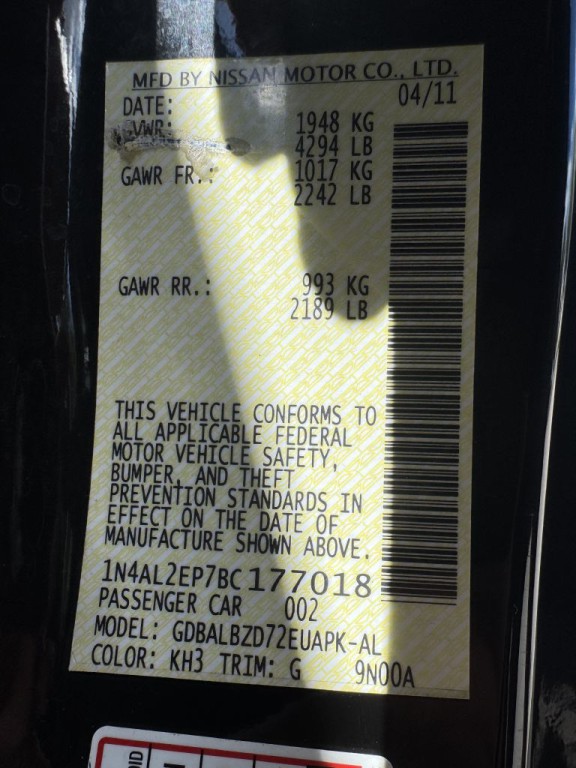 MFD BY NISSAN MOTOR CO., LTD.
DATE: 04/11
VWR: 1948 KG
4294 LB
GAWR FR.: 1017 KG
2242 LB
GAWR RR.: 993 KG
2189 LB
THIS VEHICLE CONFORMS TO
ALL APPLICABLE FEDERAL
MOTOR VEHICLE SAFETY,
BUMPER, AND THEFT
PREVENTION STANDARDS IN
EFFECT ON THE DATE OF
MANUFACTURE SHOWN ABOVE.
1N4AL2EP7BC177018
PASSENGER CAR 002
MODEL: GDBALBZD72EUAPK-AL
COLOR: KH3 TRIM: G 9N00A